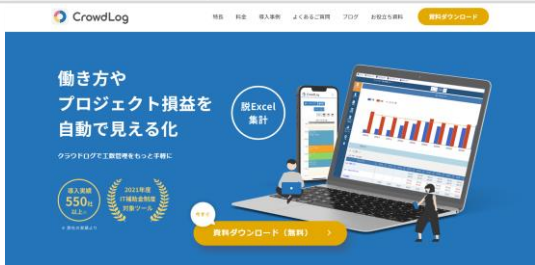 CrowdLog
特長 料金 導入事例 よくあるご質問 ブログ お役立ち資料 資料ダウンロード
働き方や
プロジェクト損益を
自動で見える化
脱Excel
集計
クラウドログで工数管理をもっと手軽に
導入実績
550社
以上※
2021年度
IT補助金制度
対象ツール
今すぐ
資料ダウンロード（無料）